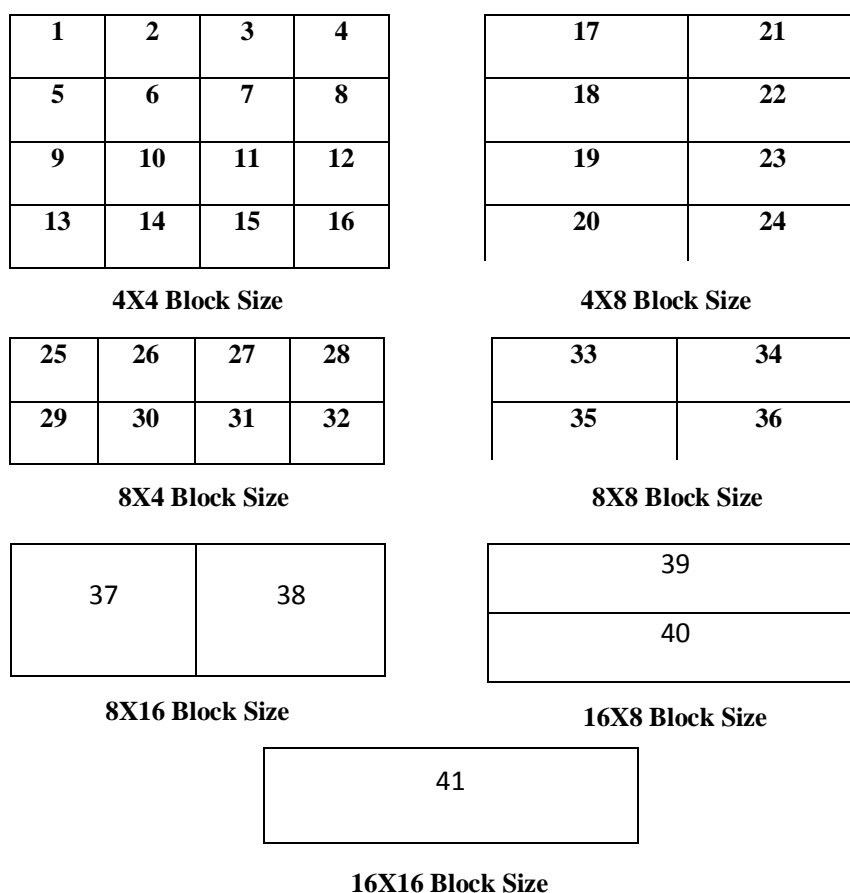 1 2 3 4
5 6 7 8
9 10 11 12
13 14 15 16
4X4 Block Size
17 21
18 22
19 23
20 24
4X8 Block Size
25 26 27 28
29 30 31 32
8X4 Block Size
33 34
35 36
8X8 Block Size
37 38
8X16 Block Size
39
40
16X8 Block Size
41
16X16 Block Size